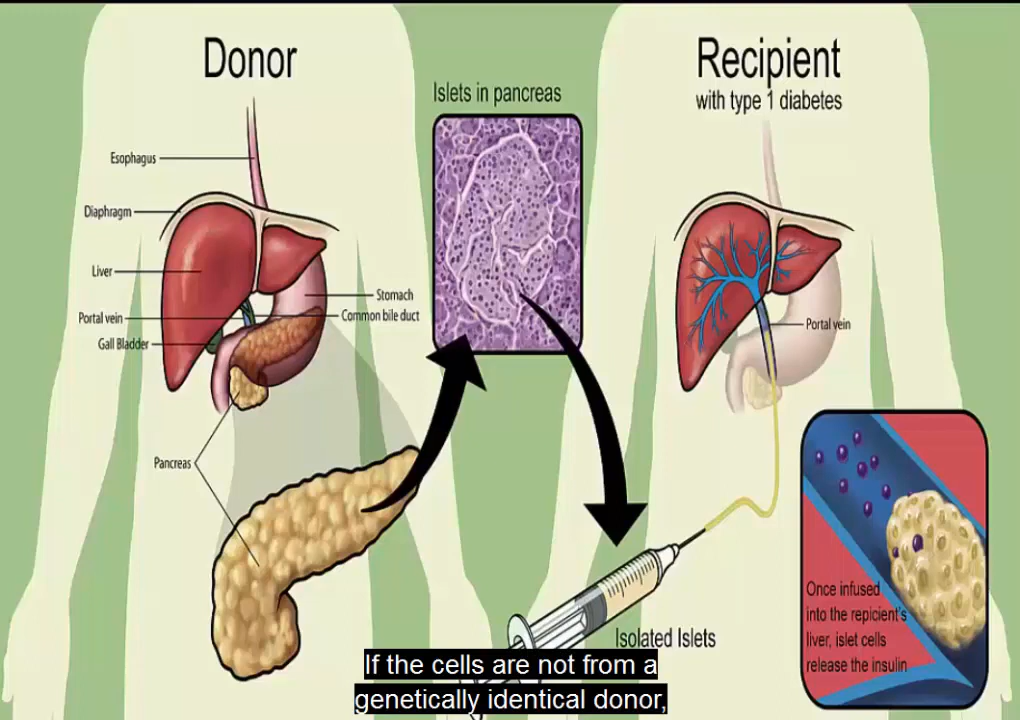 Donor
Esophagus
Diaphragm
Liver
Portal vein
Gall Bladder
Stomach
Common bile duct
Pancreas
Islets in pancreas
Recipient
with type 1 diabetes
Portal vein
Isolated Islets
Once infused
into the repicient's
liver, islet cells
release the insulin
If the cells are not from a
genetically identical donor,